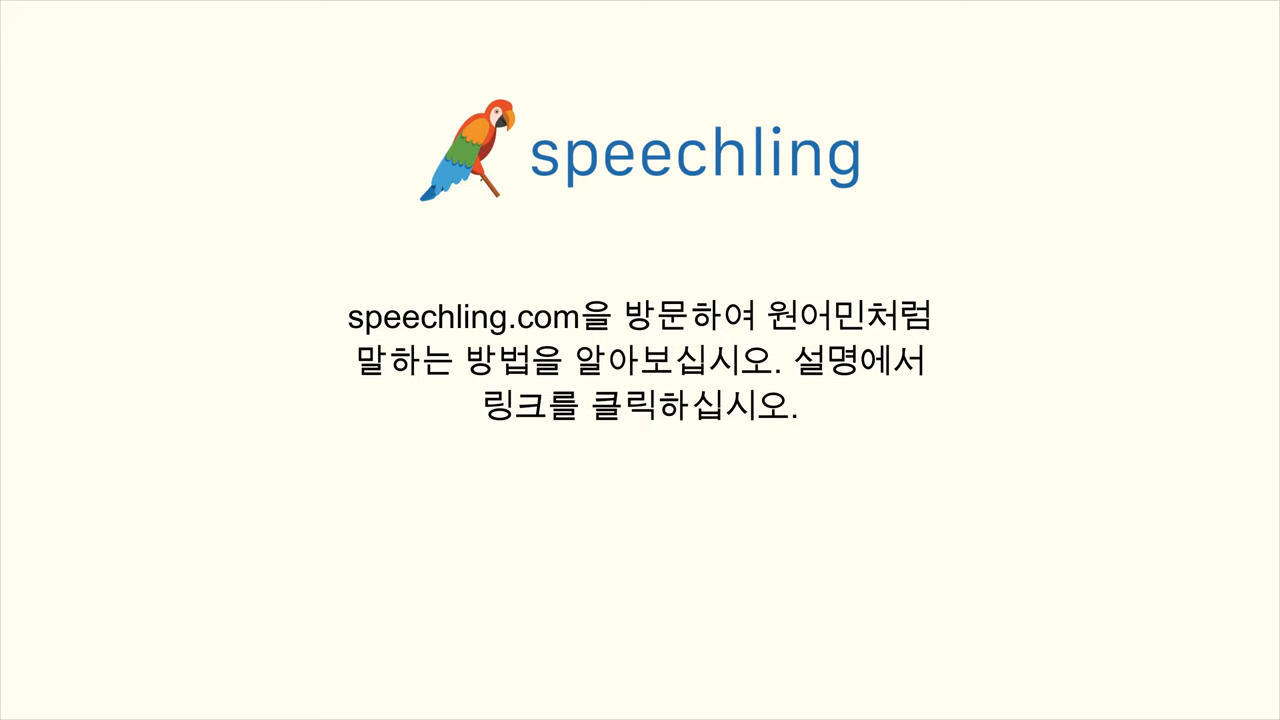 speechling
speechling.com을 방문하여 원어민처럼
말하는 방법을 알아보십시오. 설명에서
링크를 클릭하십시오.